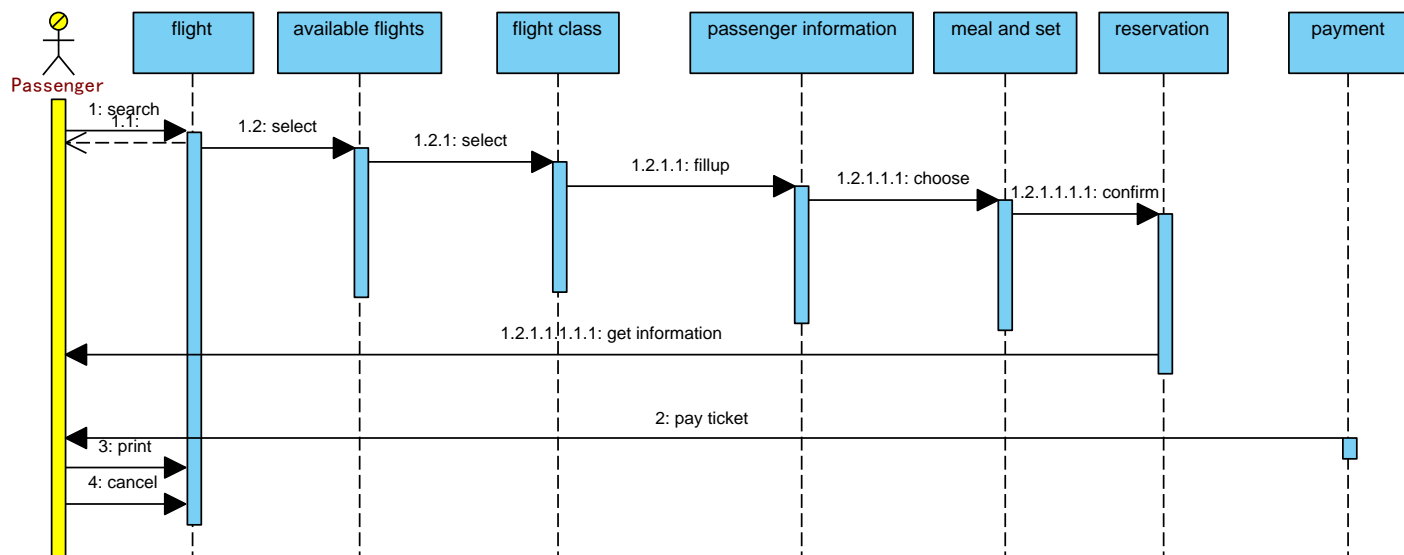 flight
available flights
flight class
passenger information
meal and set
reservation
payment
Passenger
1: search
1.1:
1.2: select
1.2.1: select
1.2.1.1: fillup
1.2.1.1.1: choose
1.2.1.1.1.1: confirm
1.2.1.1.1.1.1: get information
2: pay ticket
3: print
4: cancel